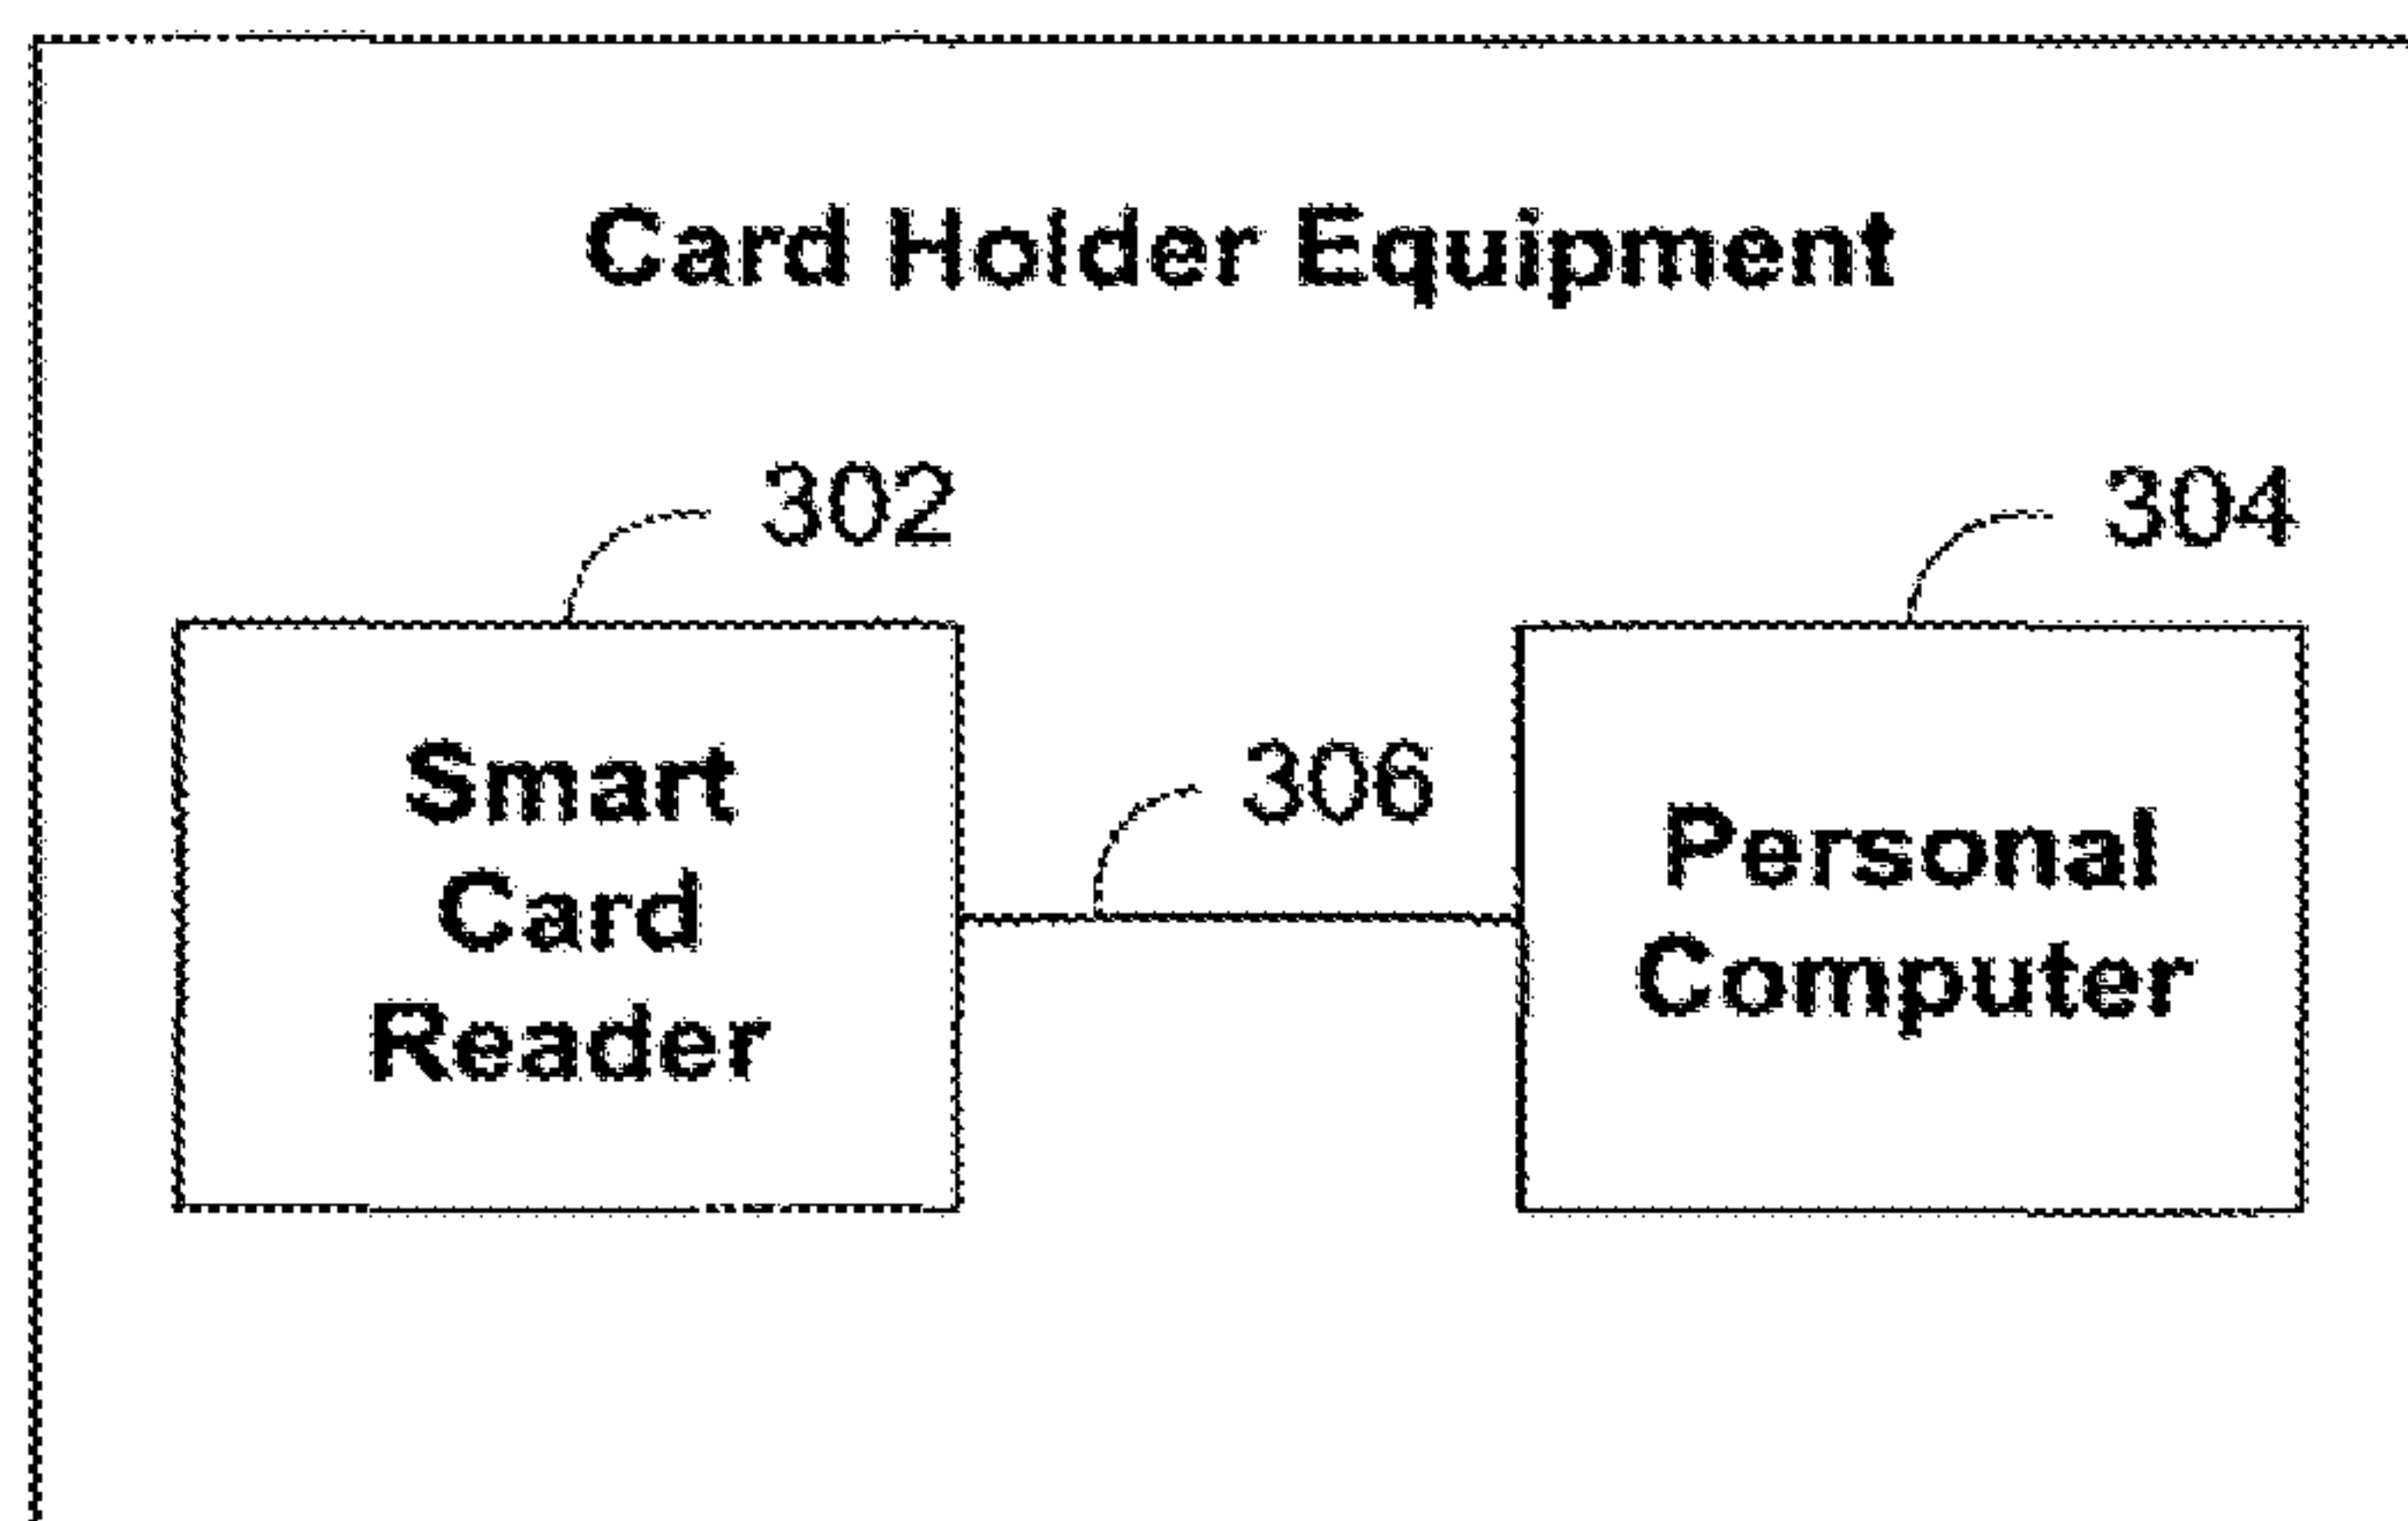 Card Holder Equipment
302
304
Smart
Card
Reader
306
Personal
Computer